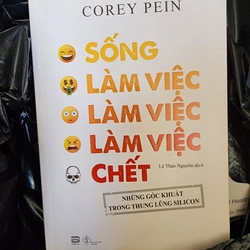 COREY PEIN
SỐNG
LÀM VIỆC
LÀM VIỆC
LÀM VIỆC
CHẾT
Lê Thảo Nguyên dịch
NHỮNG GÓC KHUẤT
TRONG THUNG LŨNG SILICON